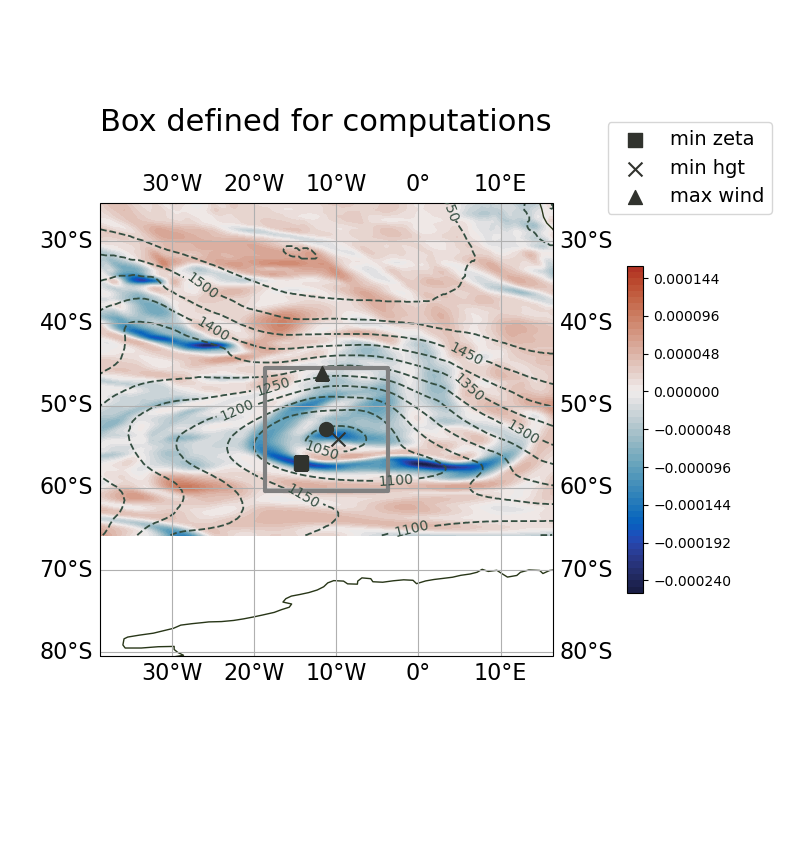 Box defined for computations
min zeta
min hgt
max wind
30°W 20°W 10°W 0° 10°E
30°S 30°S
40°S 40°S
50°S 50°S
60°S 60°S
70°S 70°S
80°S 80°S
30°W 20°W 10°W 0° 10°E
50
1500
1400
1450
1350
1250
1200
1300
1050
1100
1150
1100
0.000144
0.000096
0.000048
0.000000
−0.000048
−0.000096
−0.000144
−0.000192
−0.000240